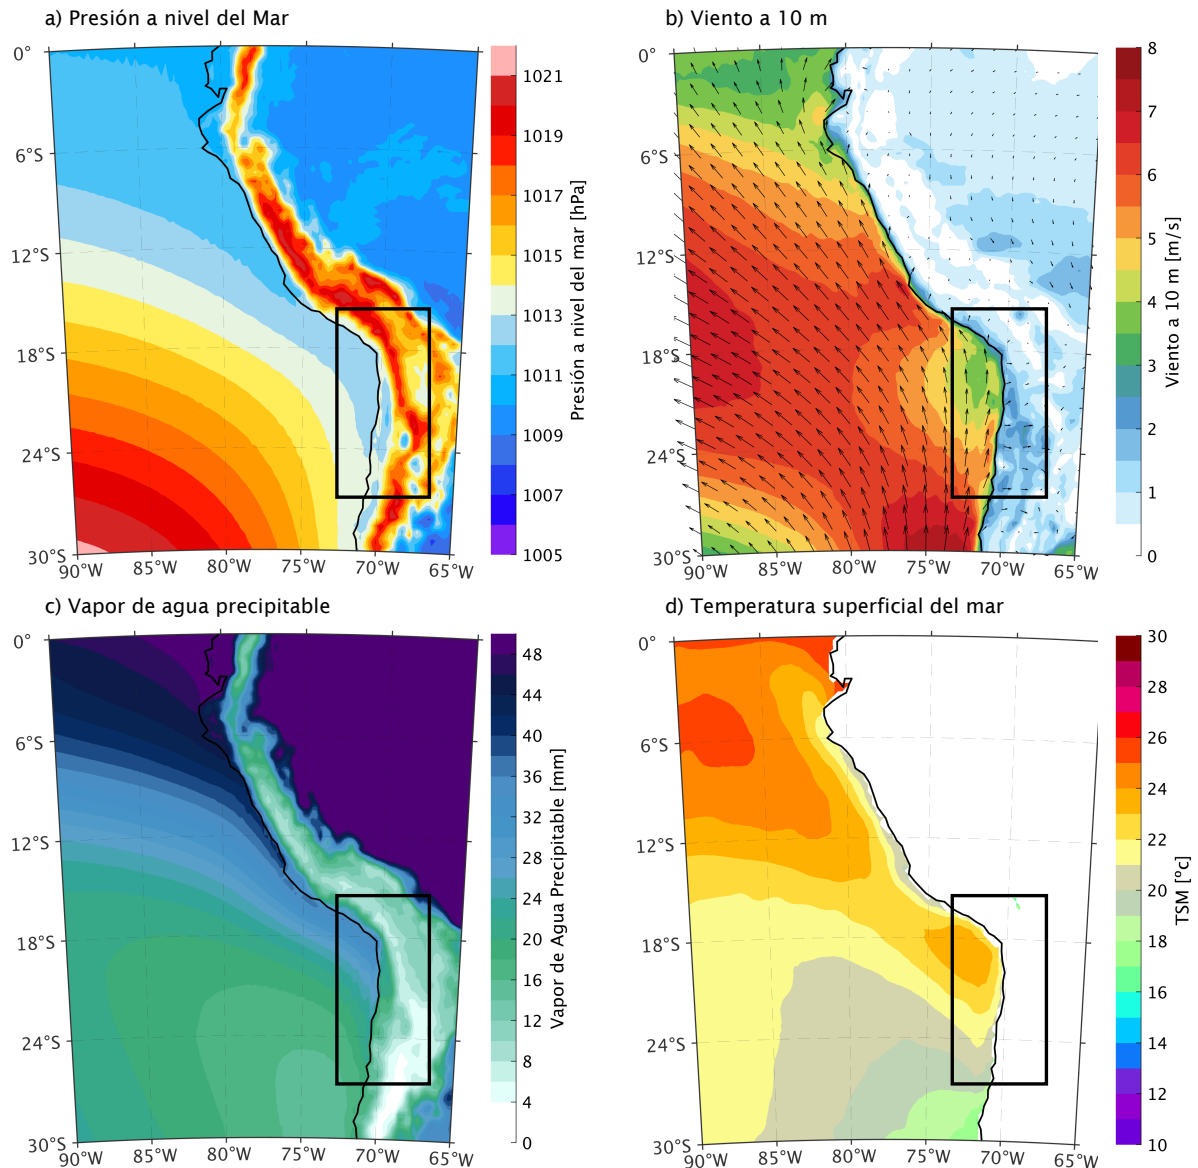 a) Presión a nivel del Mar
0°
6°S
12°S
18°S
24°S
30°S
90°W
85°W
80°W
75°W
70°W
65°W
1021
1019
1017
1015
1013
1011
1009
1007
1005
Presión a nivel del mar [hPa]
b) Viento a 10 m
0°
6°S
12°S
18°S
24°S
30°S
90°W
85°W
80°W
75°W
70°W
65°W
8
7
6
5
4
3
2
1
0
Viento a 10 m [m/s]
c) Vapor de agua precipitable
0°
6°S
12°S
18°S
24°S
30°S
90°W
85°W
80°W
75°W
70°W
65°W
48
44
40
36
32
28
24
20
16
12
8
4
0
Vapor de Agua Precipitable [mm]
d) Temperatura superficial del mar
0°
6°S
12°S
18°S
24°S
30°S
90°W
85°W
80°W
75°W
70°W
65°W
30
28
26
24
22
20
18
16
14
12
10
TSM [°c]